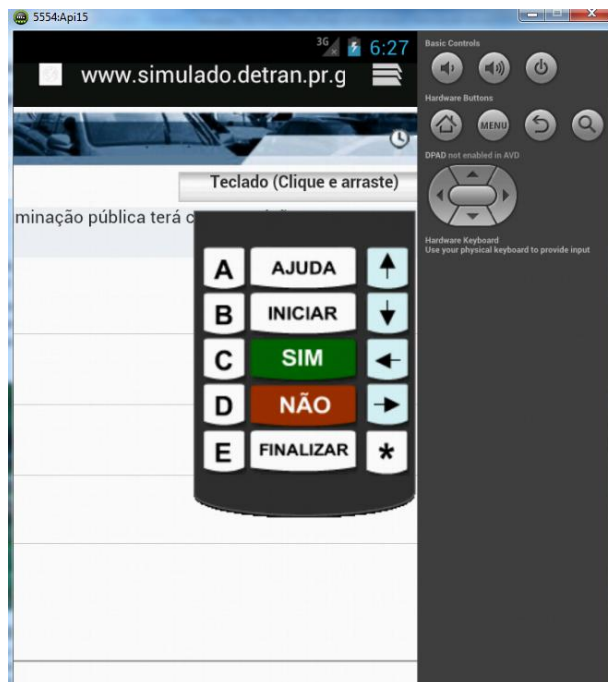 5554:Api15
3G 6:27
www.simulado.detran.pr.g
Teclado (Clique e arraste)
minação pública terá c
A AJUDA
B INICIAR
C SIM
D NÃO
E FINALIZAR *
Basic Controls
Hardware Buttons
MENU
DPAD not enabled in AVD
Hardware Keyboard
Use your physical keyboard to provide input